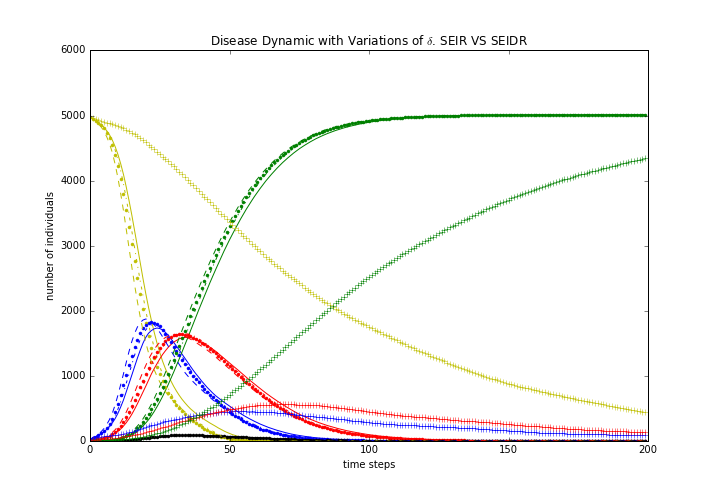 Disease Dynamic with Variations of δ. SEIR VS SEIDR
6000
5000
4000
3000
2000
1000
0
number of individuals
0 50 100 150 200
time steps